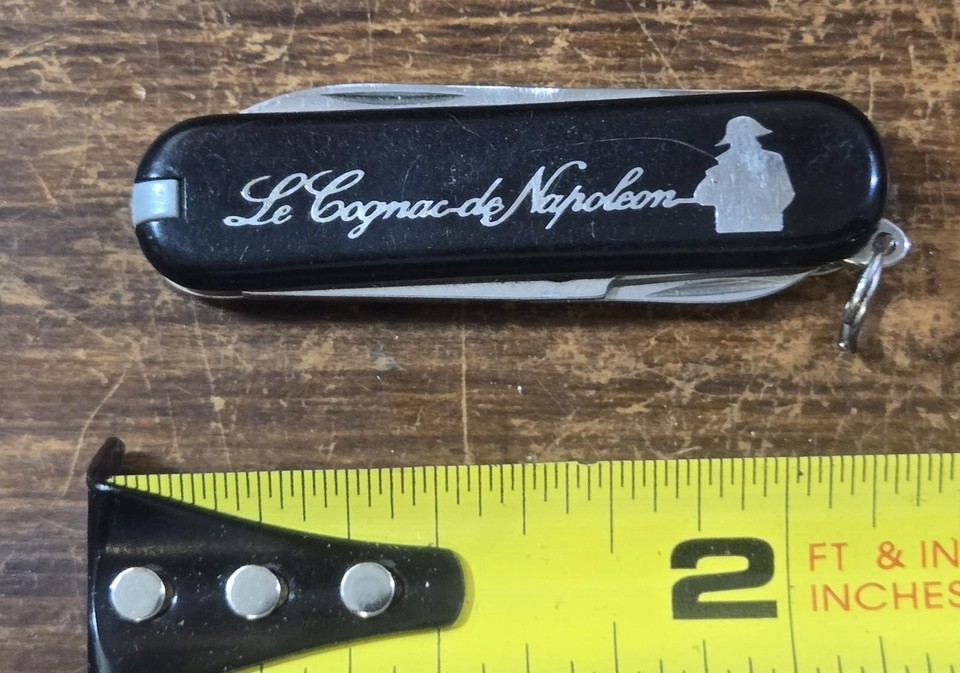 Le Cognac de Napoleon
2 FT & IN
INCHES